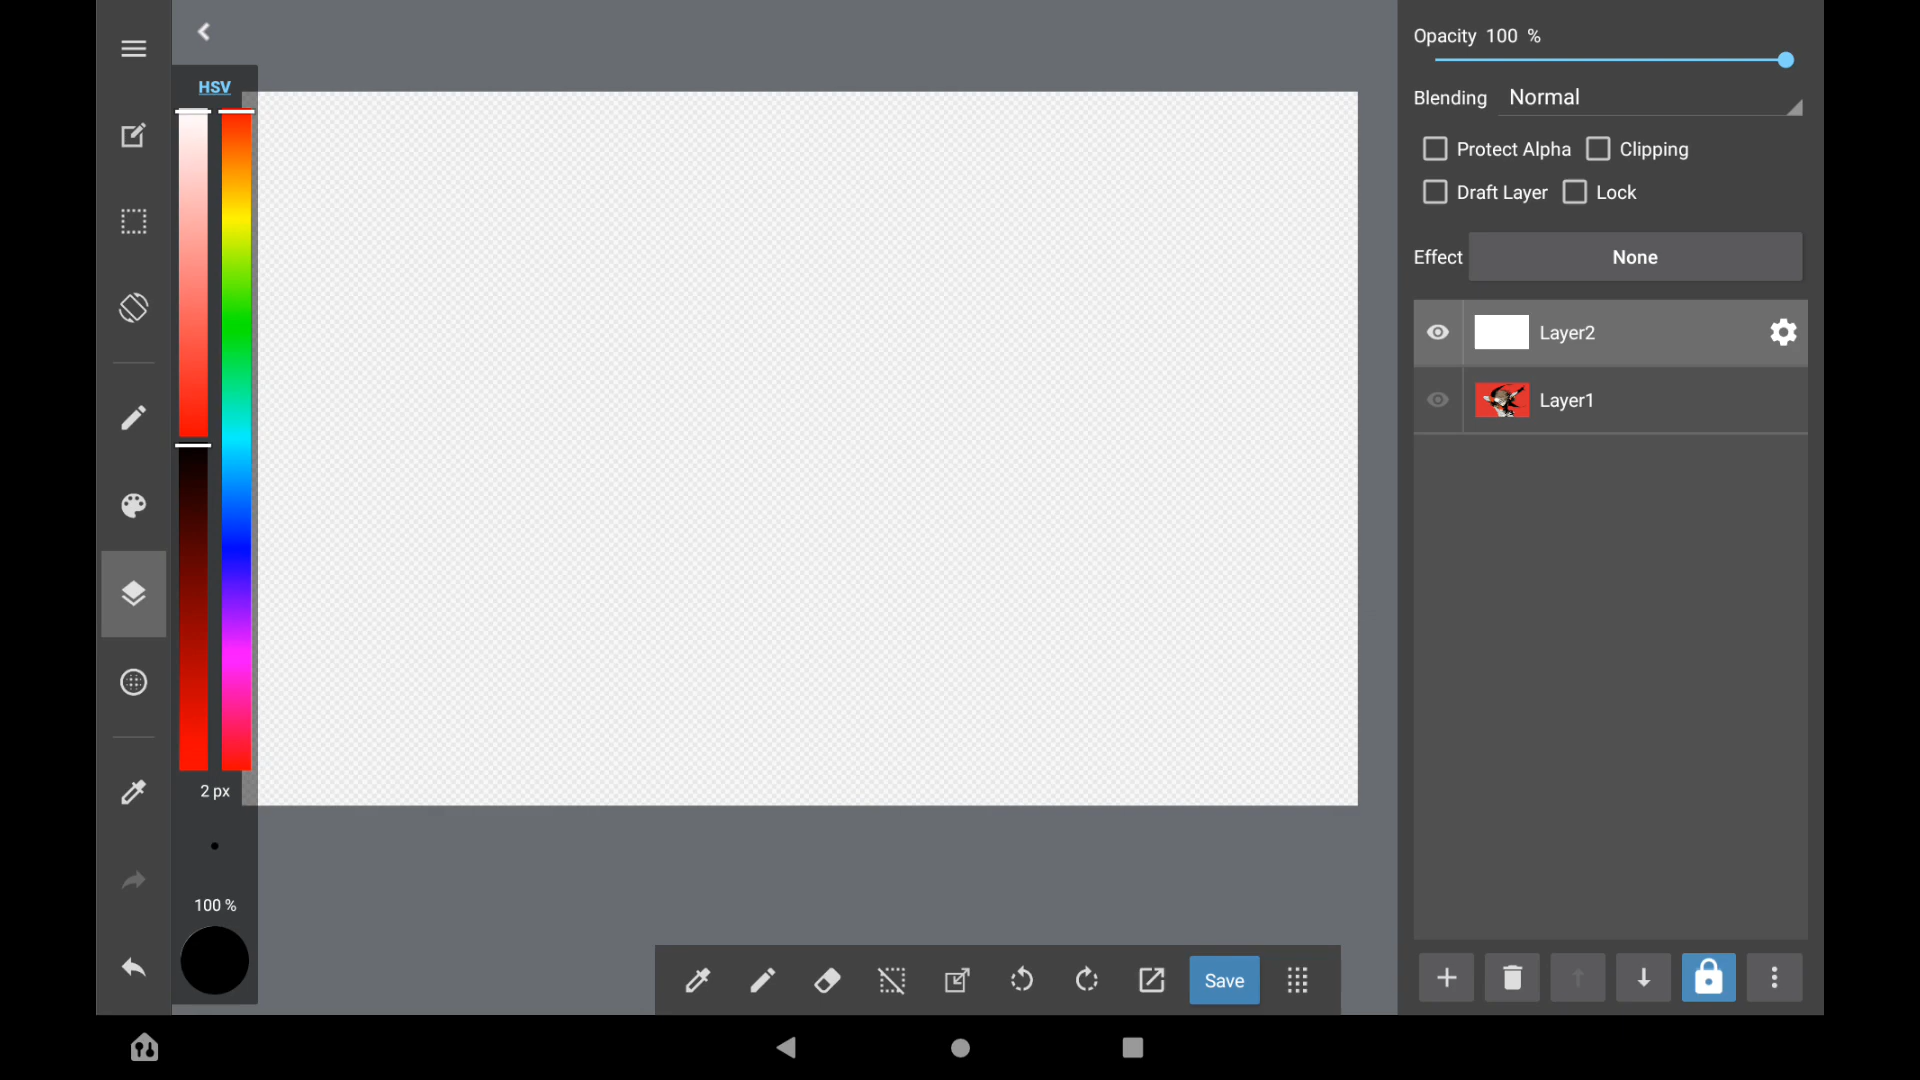 HSV
2 px
100 %
Save
Opacity 100 %
Blending Normal
Protect Alpha Clipping
Draft Layer Lock
Effect None
Layer2
Layer1